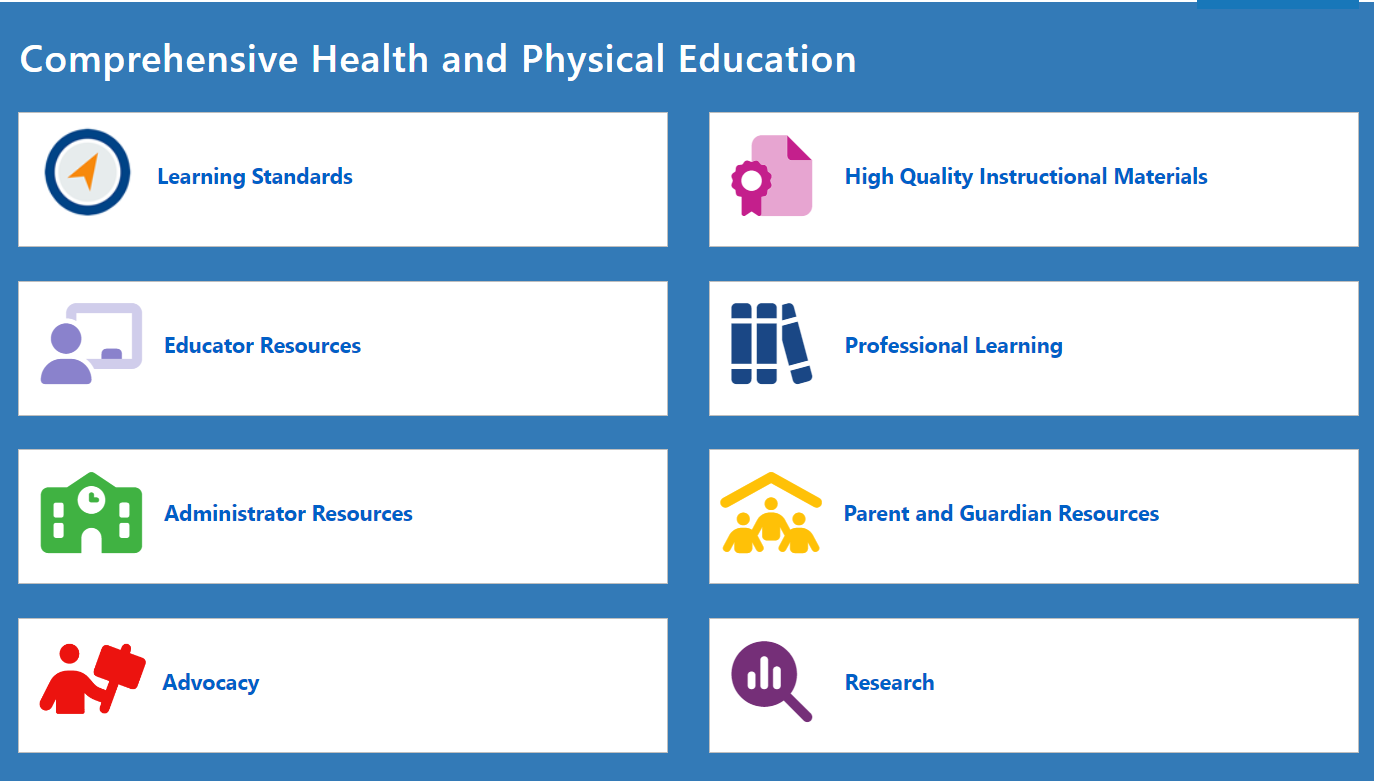 Comprehensive Health and Physical Education
Learning Standards
High Quality Instructional Materials
Educator Resources
Professional Learning
Administrator Resources
Parent and Guardian Resources
Advocacy
Research